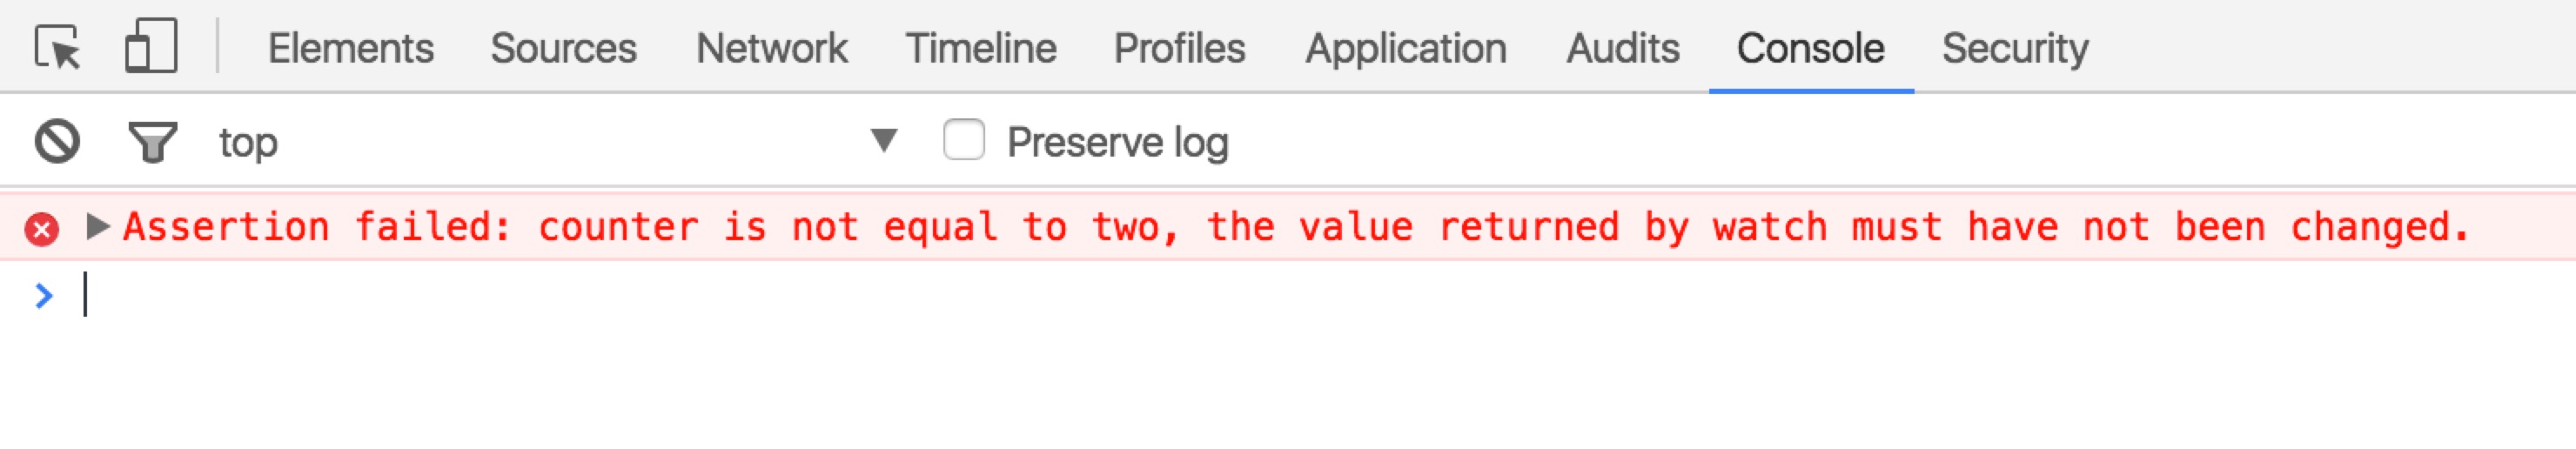 Elements Sources Network Timeline Profiles Application Audits Console Security
top Preserve log
Assertion failed: counter is not equal to two, the value returned by watch must have not been changed.